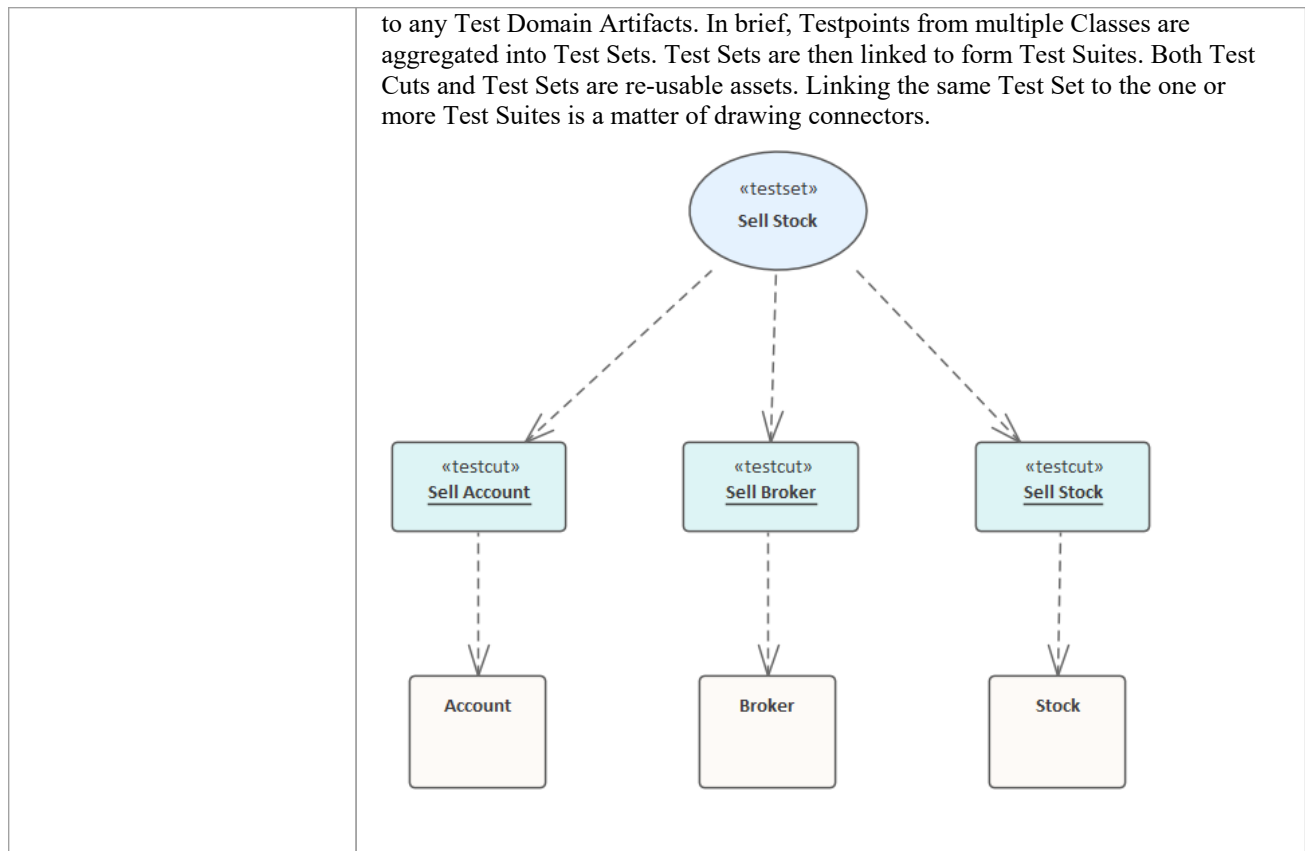 to any Test Domain Artifacts. In brief, Testpoints from multiple Classes are
aggregated into Test Sets. Test Sets are then linked to form Test Suites. Both Test
Cuts and Test Sets are re-usable assets. Linking the same Test Set to the one or
more Test Suites is a matter of drawing connectors.
«testset»
Sell Stock
«testcut»
Sell Account
«testcut»
Sell Broker
«testcut»
Sell Stock
Account
Broker
Stock